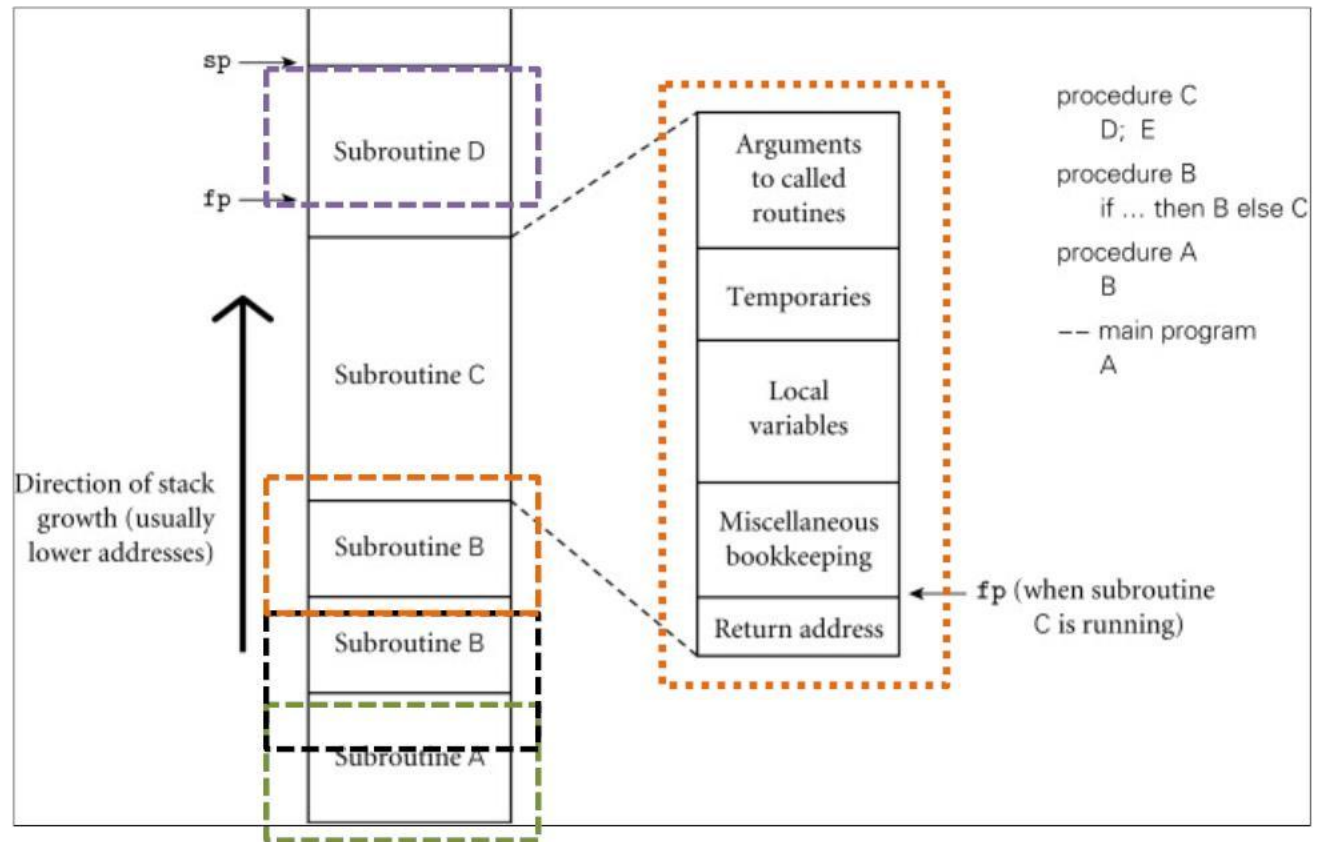 sp
Subroutine D
fp
Subroutine C
Direction of stack
growth (usually
lower addresses)
Subroutine B
Subroutine B
Subroutine A
Arguments
to called
routines
Temporaries
Local
variables
Miscellaneous
bookkeeping
Return address
fp (when subroutine
C is running)
procedure C
D; E
procedure B
if ... then B else C
procedure A
B
-- main program
A